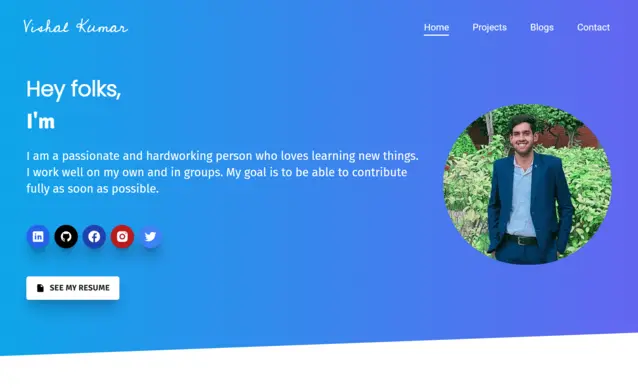 Vishal Kumar
Home Projects Blogs Contact
Hey folks,
I'm
I am a passionate and hardworking person who loves learning new things.
I work well on my own and in groups. My goal is to be able to contribute
fully as soon as possible.
SEE MY RESUME